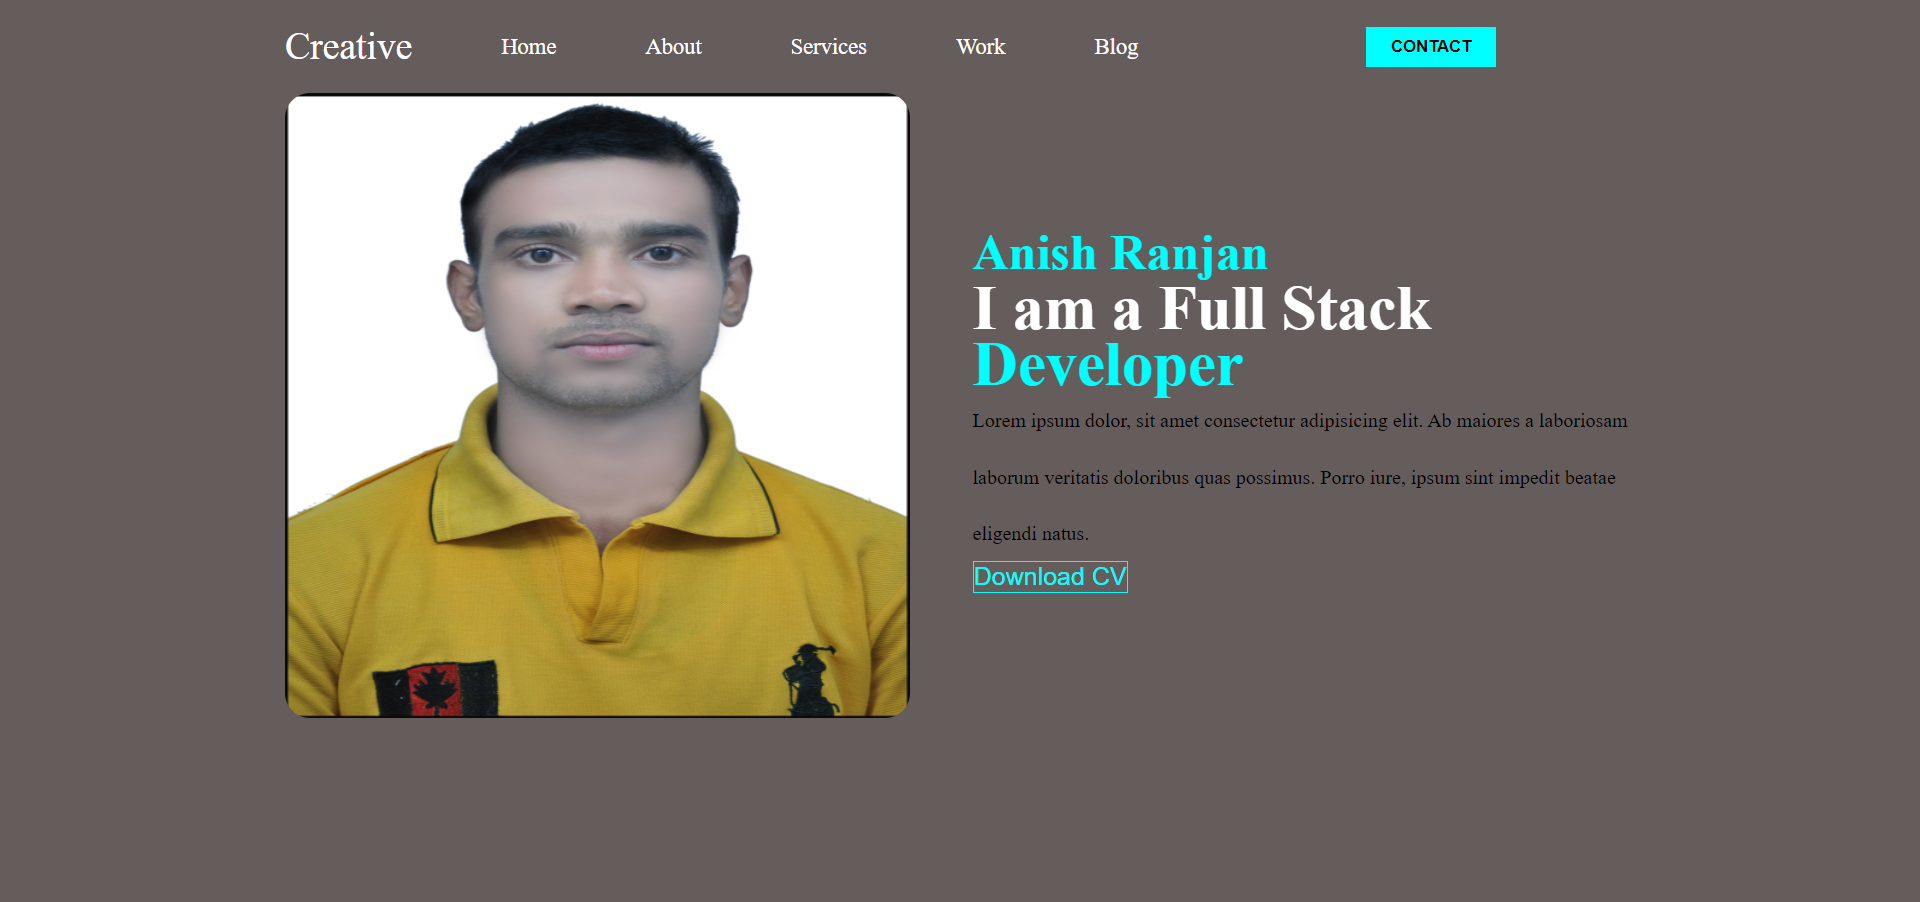 Creative Home About Services Work Blog CONTACT
Anish Ranjan
I am a Full Stack
Developer
Lorem ipsum dolor, sit amet consectetur adipisicing elit. Ab maiores a laboriosam
laborum veritatis doloribus quas possimus. Porro iure, ipsum sint impedit beatae
eligendi natus.
Download CV